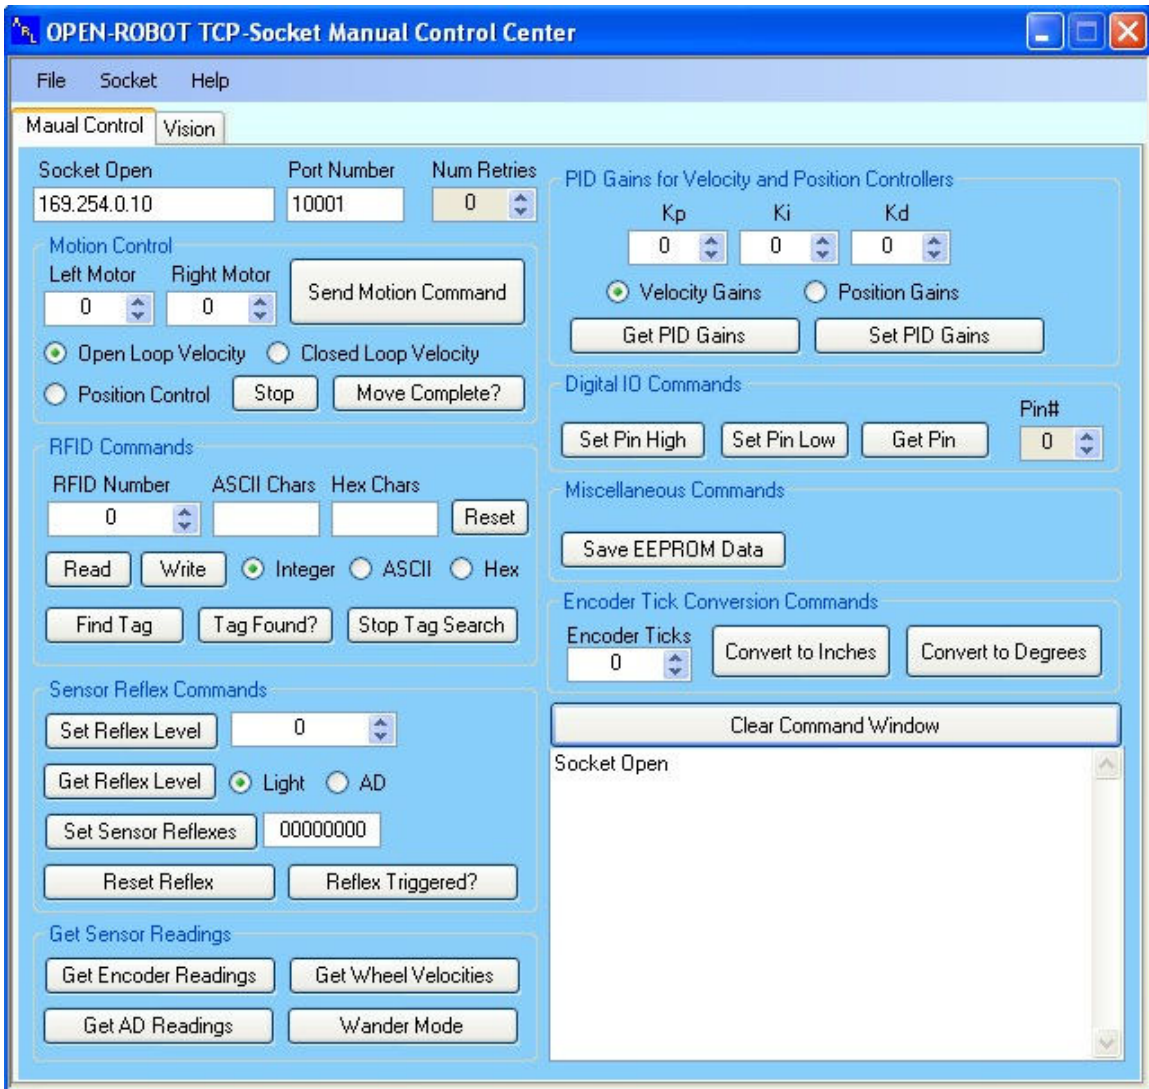 ARL OPEN-ROBOT TCP-Socket Manual Control Center
File Socket Help
Maual Control Vision
Socket Open Port Number Num Retries
169.254.0.10 10001 0
Motion Control
Left Motor Right Motor
0 0 Send Motion Command
Open Loop Velocity Closed Loop Velocity
Position Control Stop Move Complete?
RFID Commands
RFID Number ASCII Chars Hex Chars
0 Reset
Read Write Integer ASCII Hex
Find Tag Tag Found? Stop Tag Search
Sensor Reflex Commands
Set Reflex Level 0
Get Reflex Level Light AD
Set Sensor Reflexes 00000000
Reset Reflex Reflex Triggered?
Get Sensor Readings
Get Encoder Readings Get Wheel Velocities
Get AD Readings Wander Mode
PID Gains for Velocity and Position Controllers
Kp Ki Kd
0 0 0
Velocity Gains Position Gains
Get PID Gains Set PID Gains
Digital IO Commands
Pin#
Set Pin High Set Pin Low Get Pin 0
Miscellaneous Commands
Save EEPROM Data
Encoder Tick Conversion Commands
Encoder Ticks
0 Convert to Inches Convert to Degrees
Clear Command Window
Socket Open